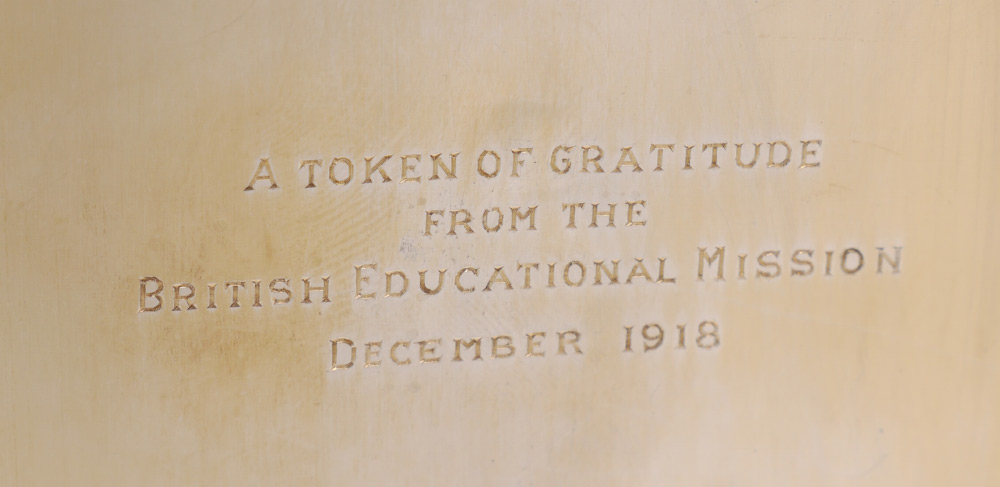 A TOKEN OF GRATITUDE
FROM THE
BRITISH EDUCATIONAL MISSION
DECEMBER 1918